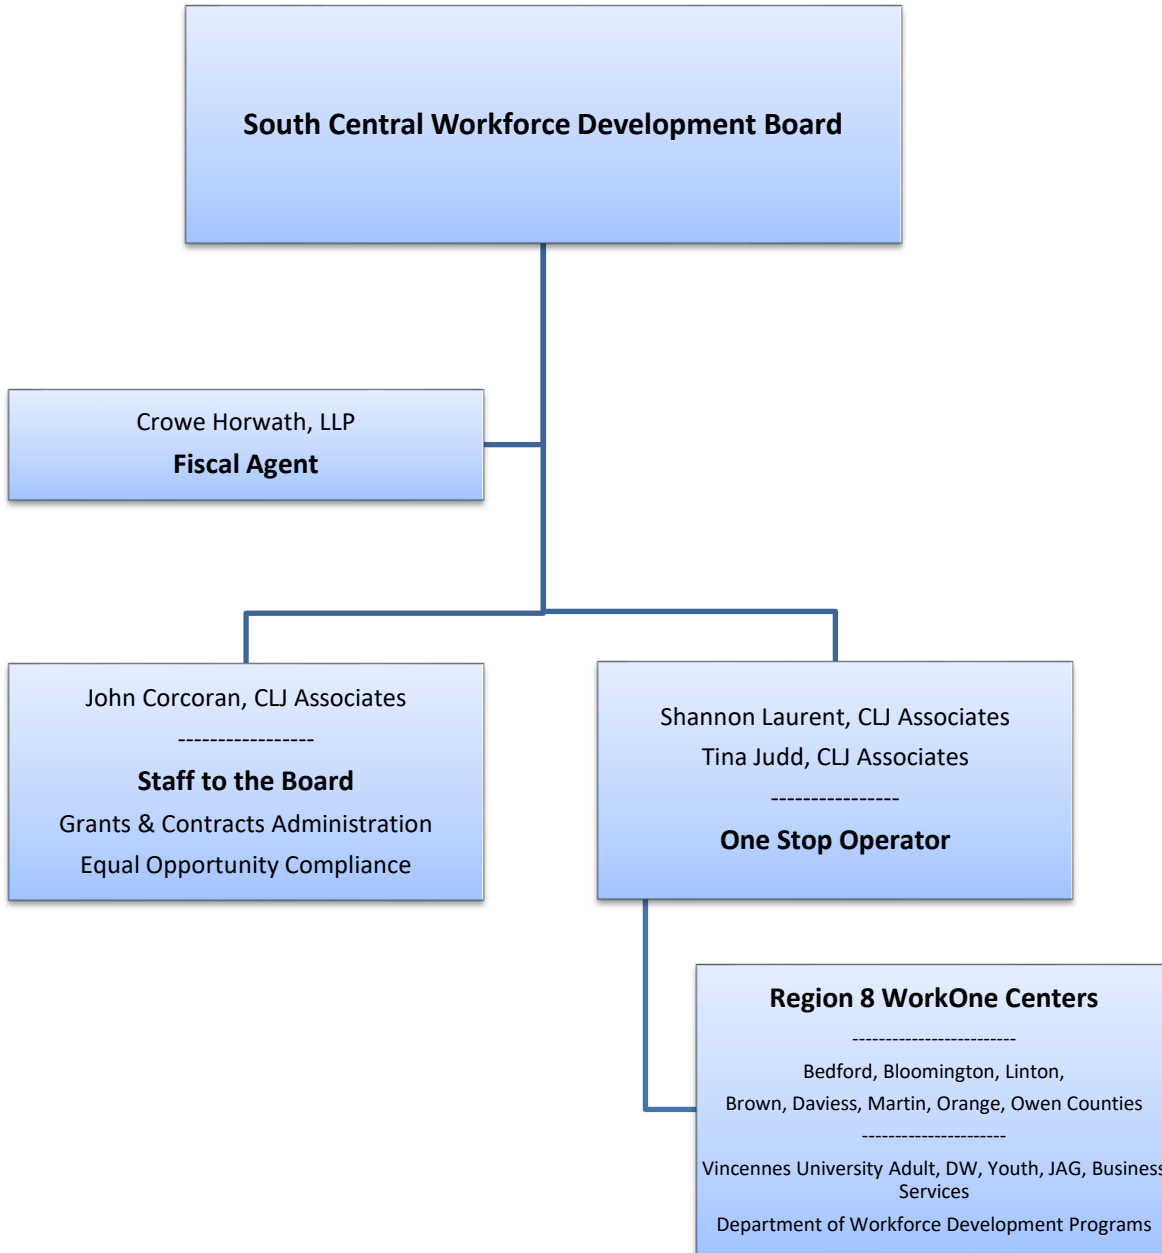 South Central Workforce Development Board
Crowe Horwath, LLP
Fiscal Agent
John Corcoran, CLJ Associates
-----------------
Staff to the Board
Grants & Contracts Administration
Equal Opportunity Compliance
Shannon Laurent, CLJ Associates
Tina Judd, CLJ Associates
----------------
One Stop Operator
Region 8 WorkOne Centers
-------------------------
Bedford, Bloomington, Linton,
Brown, Daviess, Martin, Orange, Owen Counties
----------------------
Vincennes University Adult, DW, Youth, JAG, Business
Services
Department of Workforce Development Programs